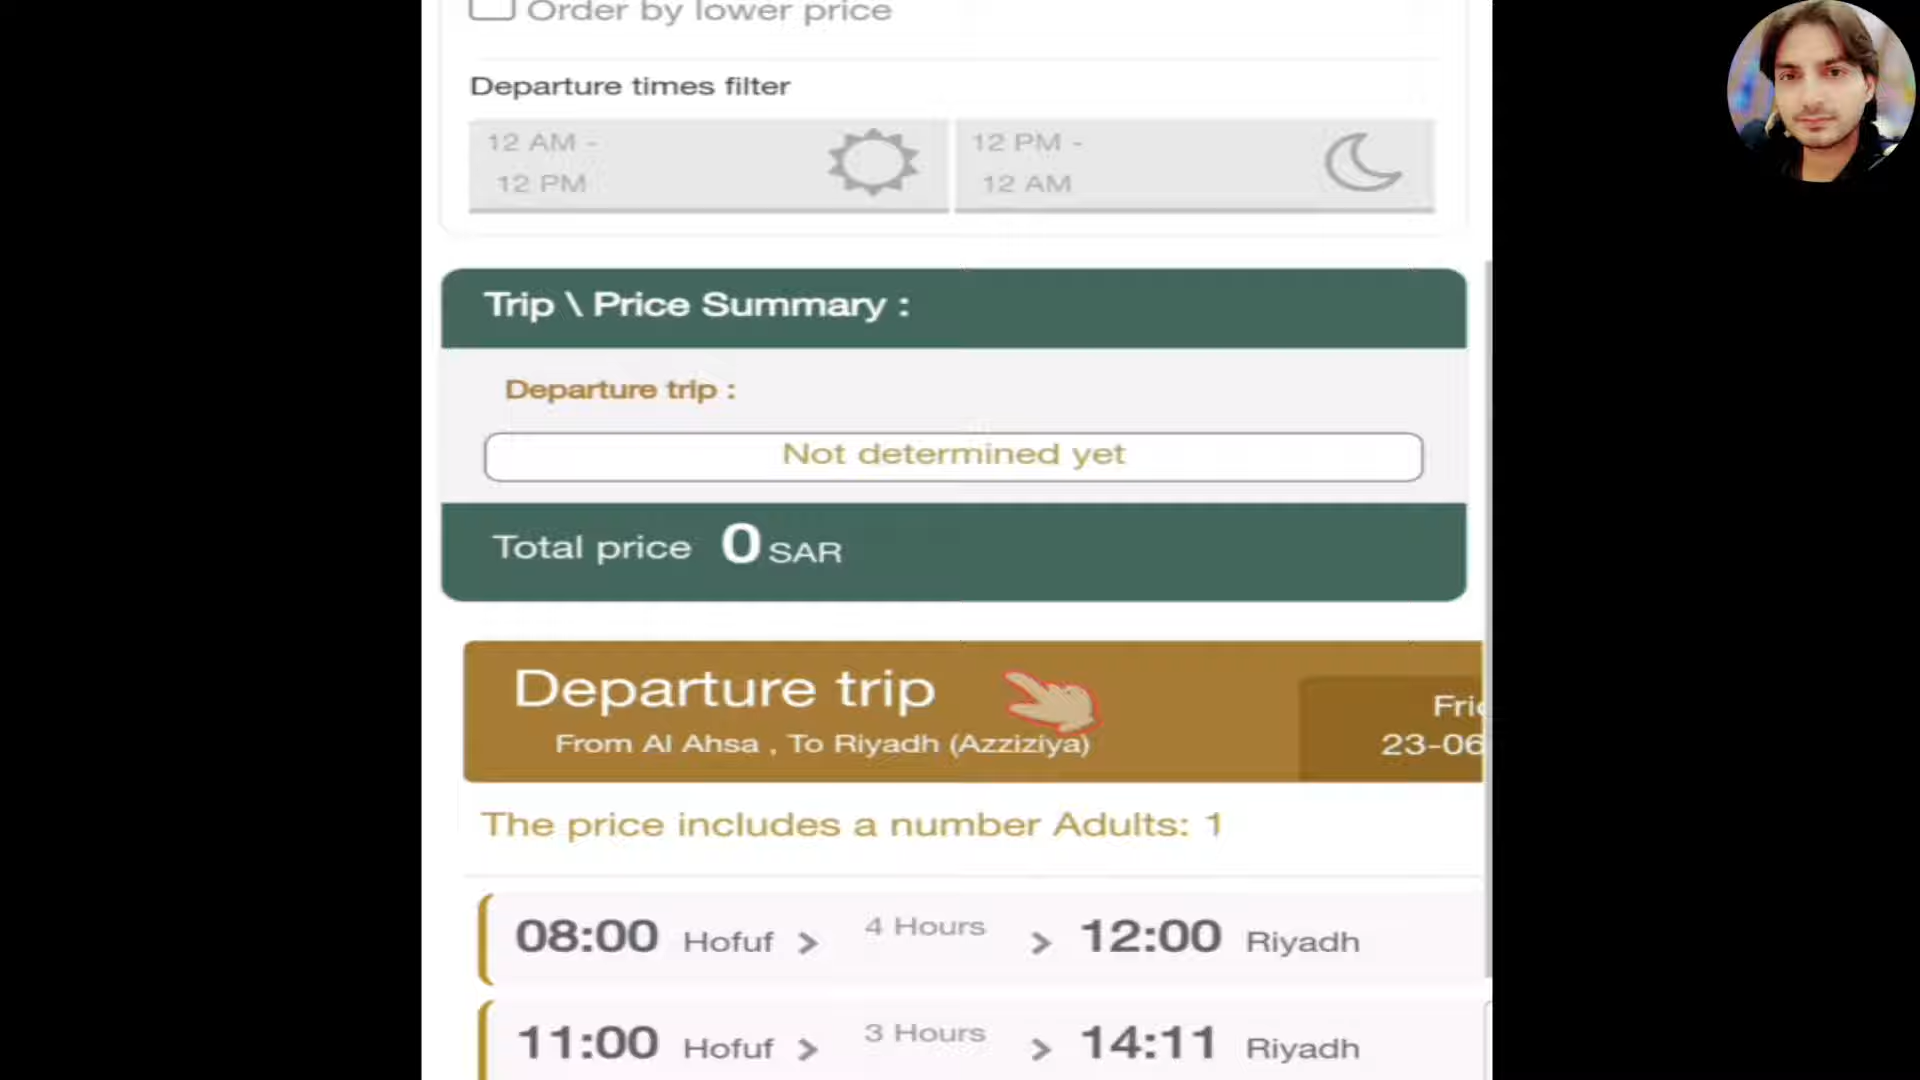 Order by lower price
Departure times filter
12 AM -
12 PM
12 PM -
12 AM
Trip \ Price Summary :
Departure trip :
Not determined yet
Total price 0 SAR
Departure trip
From Al Ahsa , To Riyadh (Azziziya)
23-06
The price includes a number Adults: 1
08:00 Hofuf > 4 Hours > 12:00 Riyadh
11:00 Hofuf > 3 Hours > 14:11 Riyadh